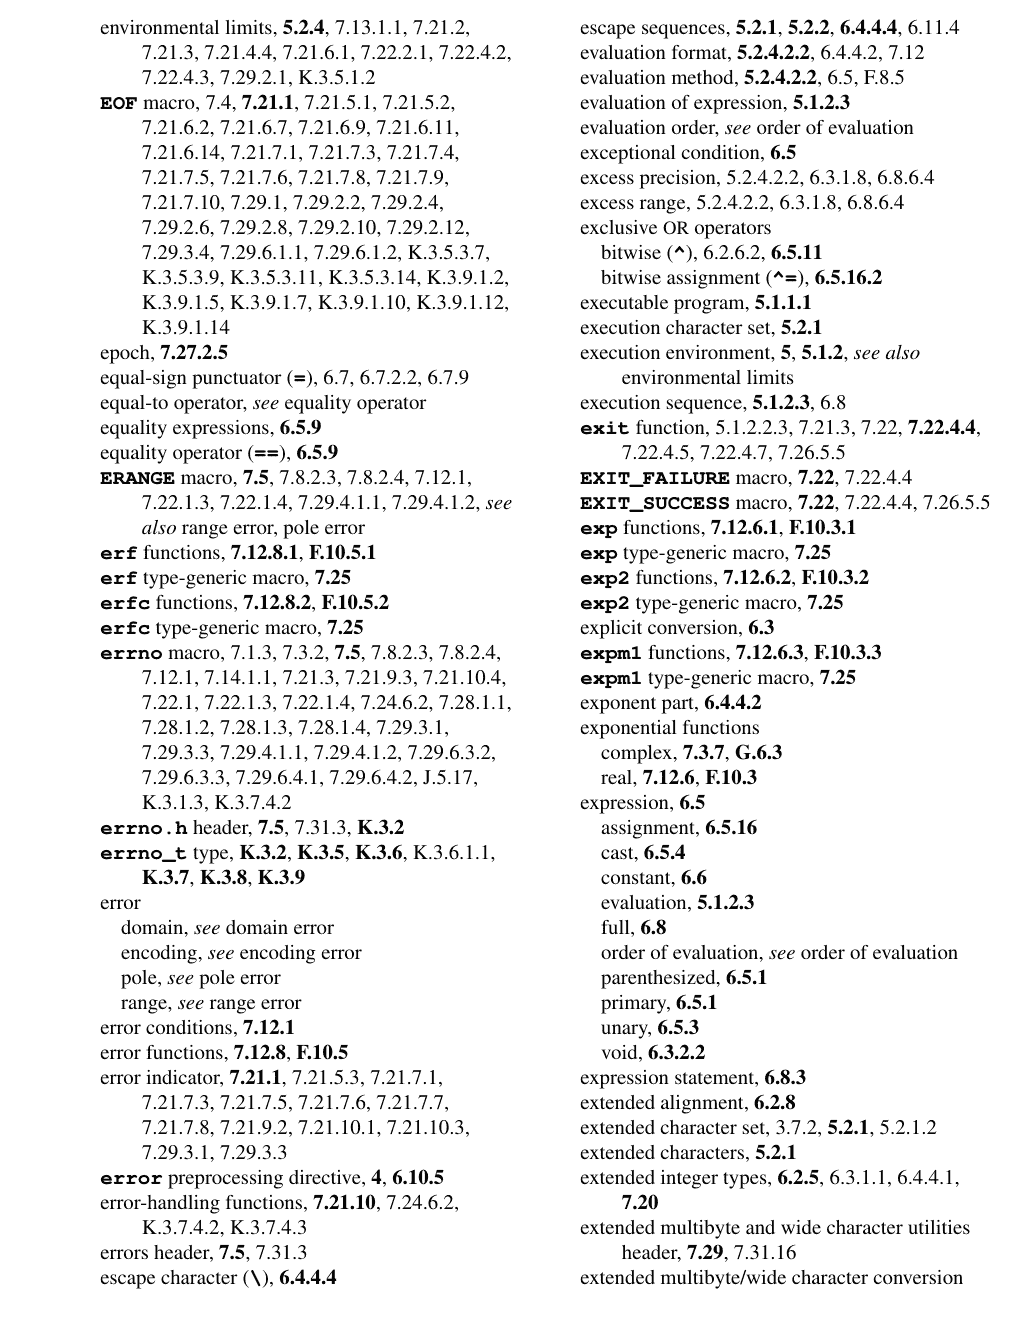 environmental limits, 5.2.4, 7.13.1.1, 7.21.2,
7.21.3, 7.21.4.4, 7.21.6.1, 7.22.2.1, 7.22.4.2,
7.22.4.3, 7.29.2.1, K.3.5.1.2
EOF macro, 7.4, 7.21.1, 7.21.5.1, 7.21.5.2,
7.21.6.2, 7.21.6.7, 7.21.6.9, 7.21.6.11,
7.21.6.14, 7.21.7.1, 7.21.7.3, 7.21.7.4,
7.21.7.5, 7.21.7.6, 7.21.7.8, 7.21.7.9,
7.21.7.10, 7.29.1, 7.29.2.2, 7.29.2.4,
7.29.2.6, 7.29.2.8, 7.29.2.10, 7.29.2.12,
7.29.3.4, 7.29.6.1.1, 7.29.6.1.2, K.3.5.3.7,
K.3.5.3.9, K.3.5.3.11, K.3.5.3.14, K.3.9.1.2,
K.3.9.1.5, K.3.9.1.7, K.3.9.1.10, K.3.9.1.12,
K.3.9.1.14
epoch, 7.27.2.5
equal-sign punctuator (=), 6.7, 6.7.2.2, 6.7.9
equal-to operator, see equality operator
equality expressions, 6.5.9
equality operator (==), 6.5.9
ERANGE macro, 7.5, 7.8.2.3, 7.8.2.4, 7.12.1,
7.22.1.3, 7.22.1.4, 7.29.4.1.1, 7.29.4.1.2, see
also range error, pole error
erf functions, 7.12.8.1, F.10.5.1
erf type-generic macro, 7.25
erfc functions, 7.12.8.2, F.10.5.2
erfc type-generic macro, 7.25
errno macro, 7.1.3, 7.3.2, 7.5, 7.8.2.3, 7.8.2.4,
7.12.1, 7.14.1.1, 7.21.3, 7.21.9.3, 7.21.10.4,
7.22.1, 7.22.1.3, 7.22.1.4, 7.24.6.2, 7.28.1.1,
7.28.1.2, 7.28.1.3, 7.28.1.4, 7.29.3.1,
7.29.3.3, 7.29.4.1.1, 7.29.4.1.2, 7.29.6.3.2,
7.29.6.3.3, 7.29.6.4.1, 7.29.6.4.2, J.5.17,
K.3.1.3, K.3.7.4.2
errno.h header, 7.5, 7.31.3, K.3.2
errno_t type, K.3.2, K.3.5, K.3.6, K.3.6.1.1,
K.3.7, K.3.8, K.3.9
error
domain, see domain error
encoding, see encoding error
pole, see pole error
range, see range error
error conditions, 7.12.1
error functions, 7.12.8, F.10.5
error indicator, 7.21.1, 7.21.5.3, 7.21.7.1,
7.21.7.3, 7.21.7.5, 7.21.7.6, 7.21.7.7,
7.21.7.8, 7.21.9.2, 7.21.10.1, 7.21.10.3,
7.29.3.1, 7.29.3.3
error preprocessing directive, 4, 6.10.5
error-handling functions, 7.21.10, 7.24.6.2,
K.3.7.4.2, K.3.7.4.3
errors header, 7.5, 7.31.3
escape character (\), 6.4.4.4
escape sequences, 5.2.1, 5.2.2, 6.4.4.4, 6.11.4
evaluation format, 5.2.4.2.2, 6.4.4.2, 7.12
evaluation method, 5.2.4.2.2, 6.5, F.8.5
evaluation of expression, 5.1.2.3
evaluation order, see order of evaluation
exceptional condition, 6.5
excess precision, 5.2.4.2.2, 6.3.1.8, 6.8.6.4
excess range, 5.2.4.2.2, 6.3.1.8, 6.8.6.4
exclusive OR operators
bitwise (^), 6.2.6.2, 6.5.11
bitwise assignment (^=), 6.5.16.2
executable program, 5.1.1.1
execution character set, 5.2.1
execution environment, 5, 5.1.2, see also
environmental limits
execution sequence, 5.1.2.3, 6.8
exit function, 5.1.2.2.3, 7.21.3, 7.22, 7.22.4.4,
7.22.4.5, 7.22.4.7, 7.26.5.5
EXIT_FAILURE macro, 7.22, 7.22.4.4
EXIT_SUCCESS macro, 7.22, 7.22.4.4, 7.26.5.5
exp functions, 7.12.6.1, F.10.3.1
exp type-generic macro, 7.25
exp2 functions, 7.12.6.2, F.10.3.2
exp2 type-generic macro, 7.25
explicit conversion, 6.3
expm1 functions, 7.12.6.3, F.10.3.3
expm1 type-generic macro, 7.25
exponent part, 6.4.4.2
exponential functions
complex, 7.3.7, G.6.3
real, 7.12.6, F.10.3
expression, 6.5
assignment, 6.5.16
cast, 6.5.4
constant, 6.6
evaluation, 5.1.2.3
full, 6.8
order of evaluation, see order of evaluation
parenthesized, 6.5.1
primary, 6.5.1
unary, 6.5.3
void, 6.3.2.2
expression statement, 6.8.3
extended alignment, 6.2.8
extended character set, 3.7.2, 5.2.1, 5.2.1.2
extended characters, 5.2.1
extended integer types, 6.2.5, 6.3.1.1, 6.4.4.1,
7.20
extended multibyte and wide character utilities
header, 7.29, 7.31.16
extended multibyte/wide character conversion